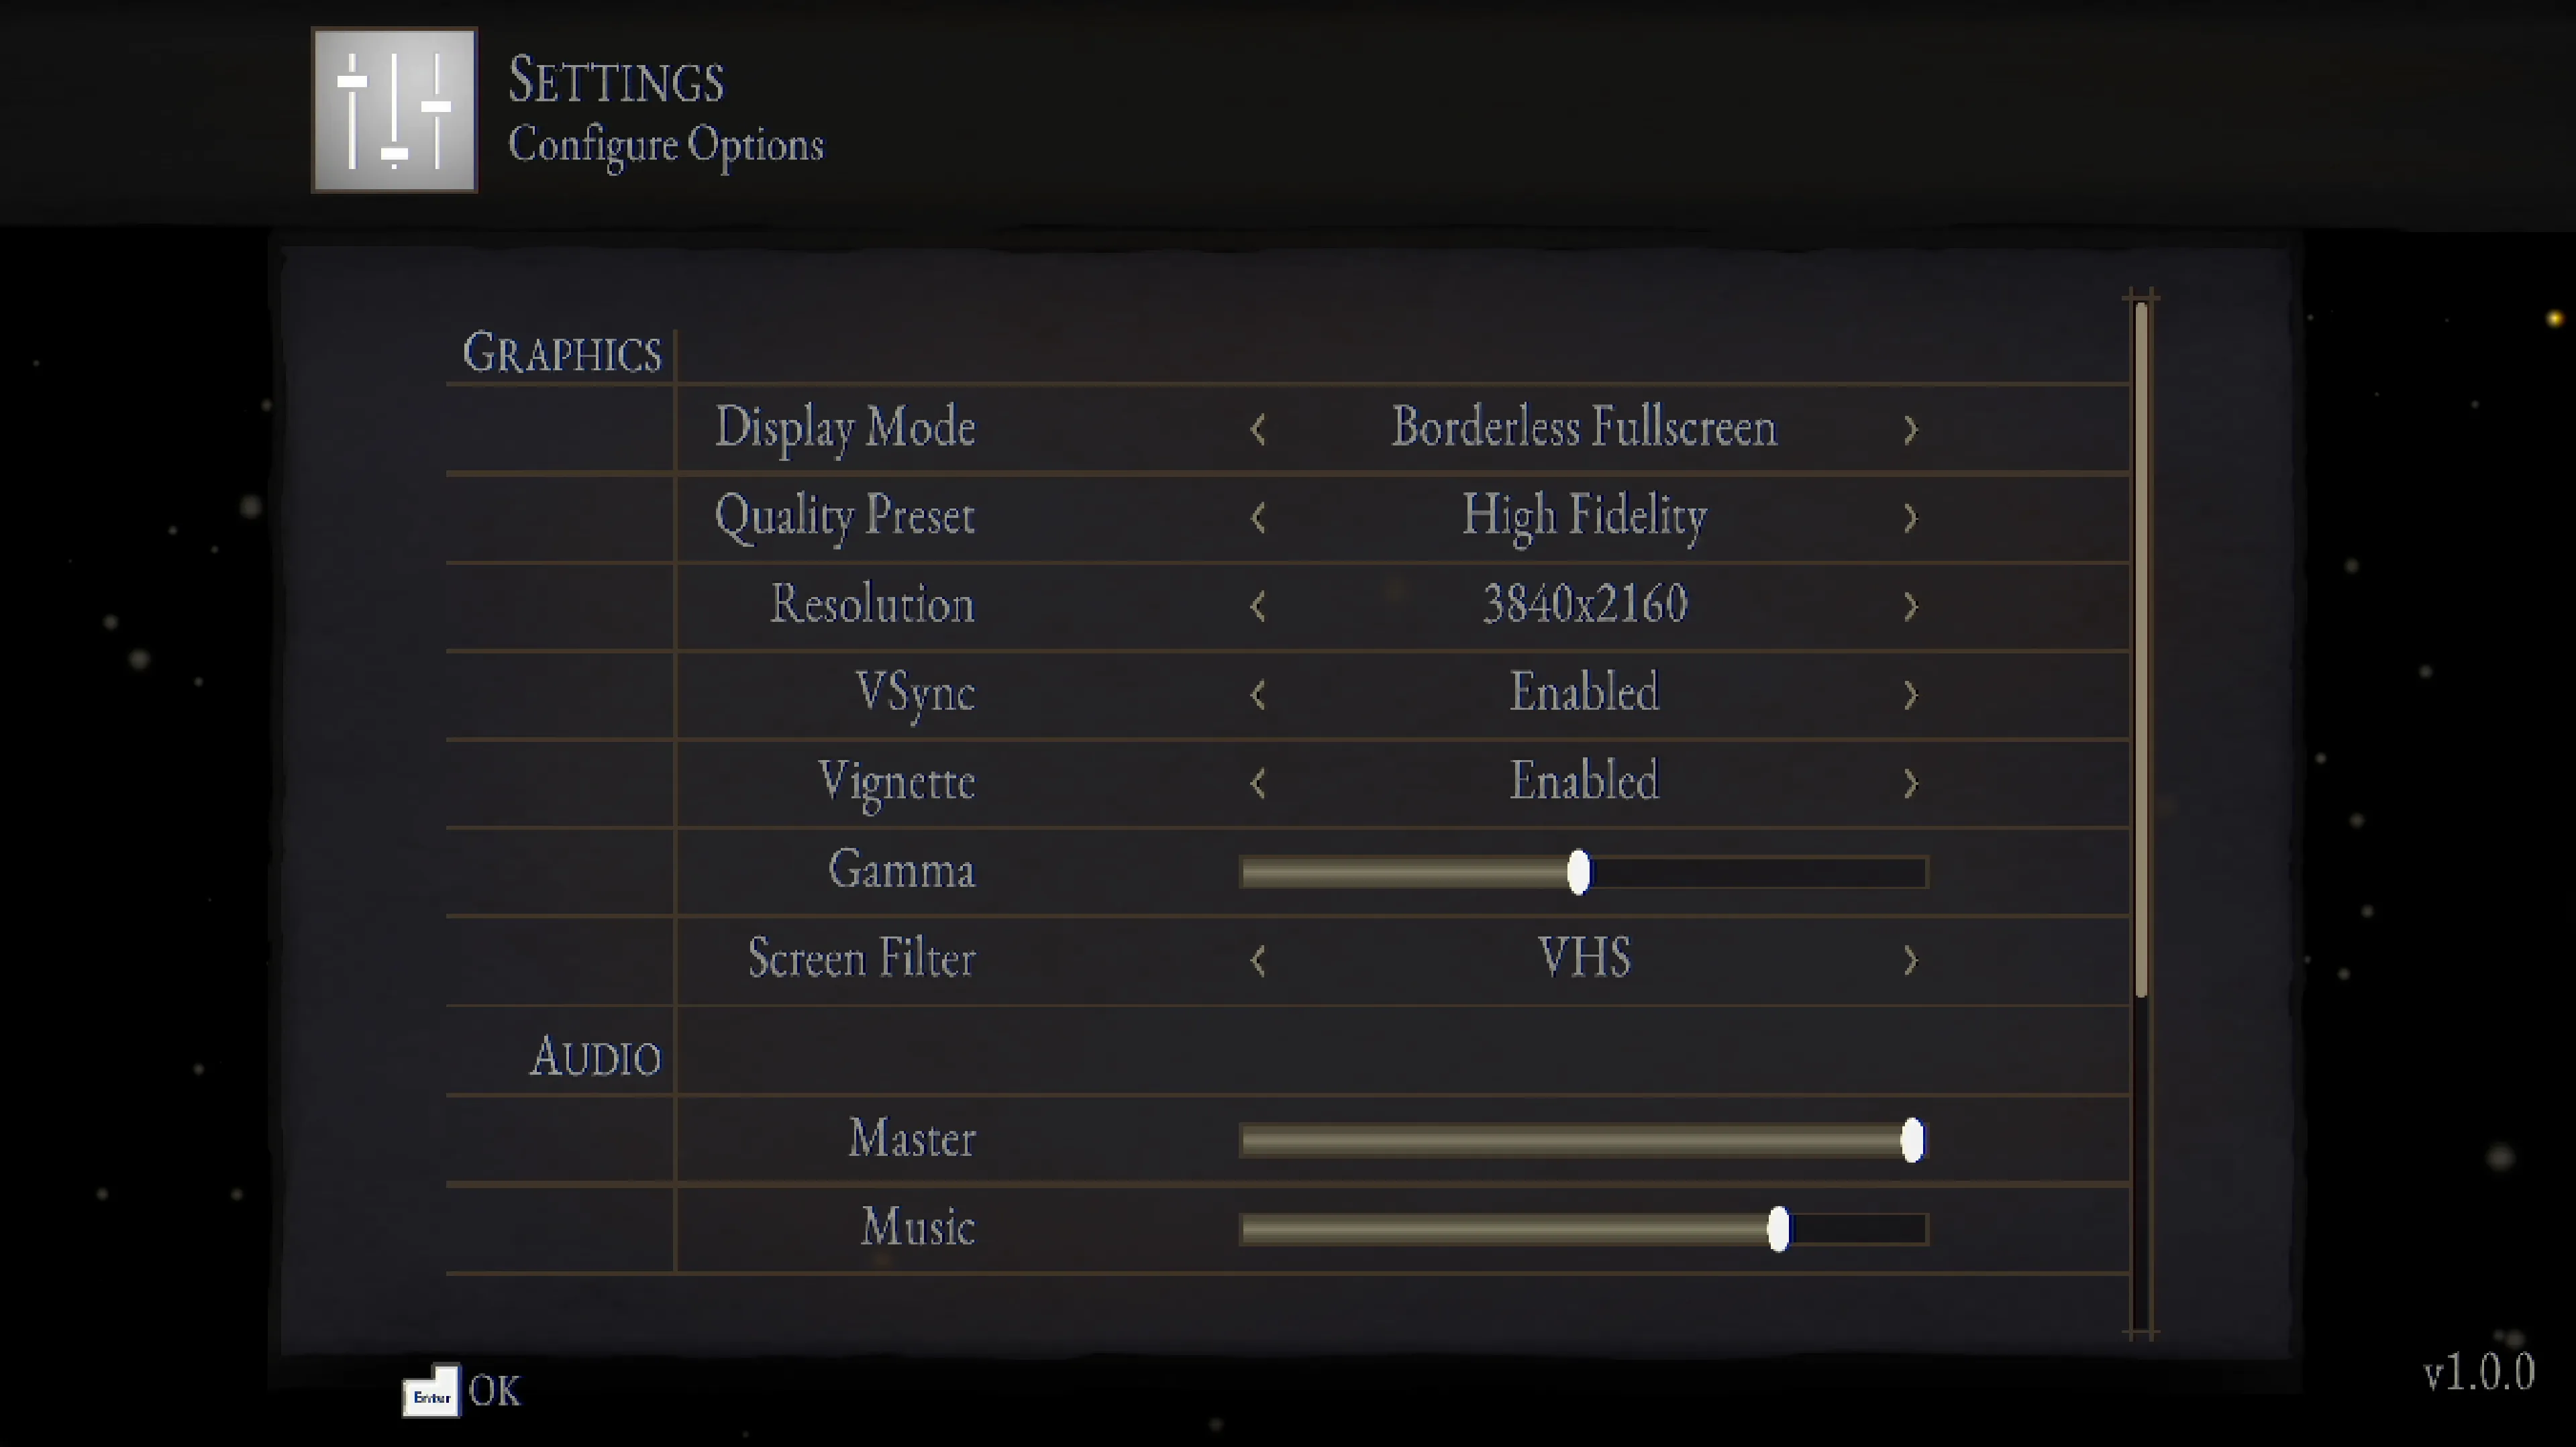 SETTINGS
Configure Options
GRAPHICS
Display Mode Borderless Fullscreen
Quality Preset High Fidelity
Resolution 3840x2160
VSync Enabled
Vignette Enabled
Gamma
Screen Filter VHS
AUDIO
Master
Music
Enter OK
v1.0.0